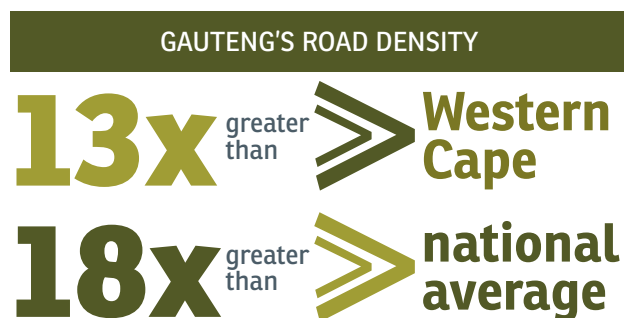 GAUTENG'S ROAD DENSITY
13x greater than Western Cape
18x greater than national average